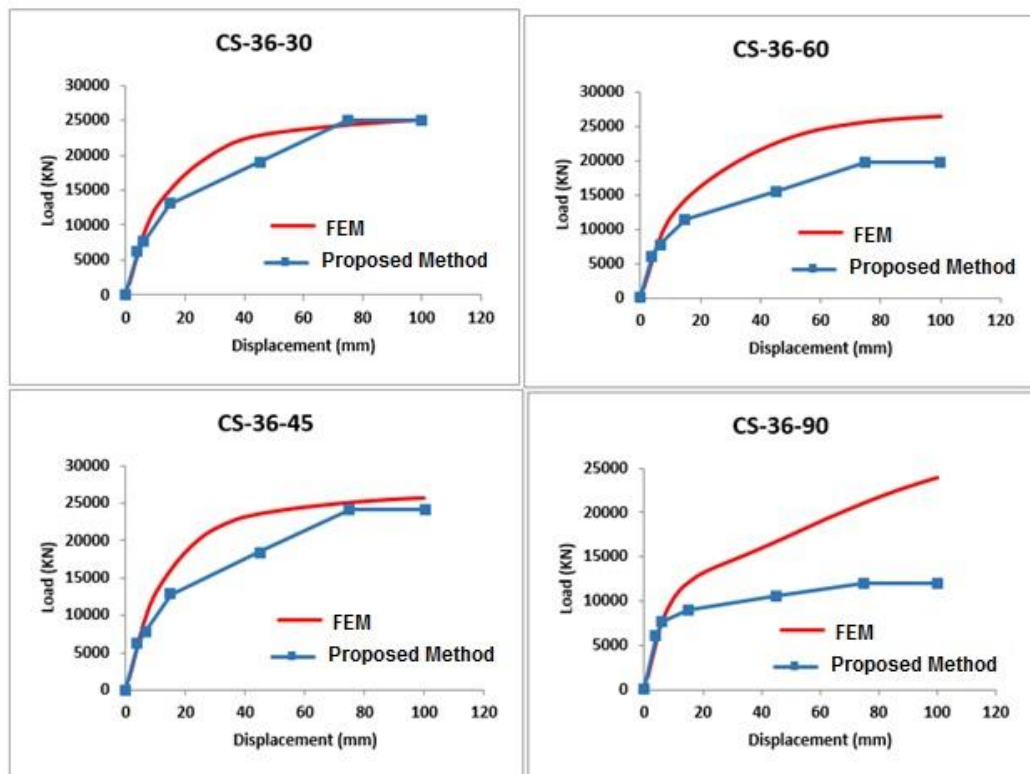 CS-36-30
30000
25000
20000
15000
10000
5000
0
Load (KN)
FEM
Proposed Method
0 20 40 60 80 100 120
Displacement (mm)
CS-36-60
30000
25000
20000
15000
10000
5000
0
Load (KN)
FEM
Proposed Method
0 20 40 60 80 100 120
Displacement (mm)
CS-36-45
30000
25000
20000
15000
10000
5000
0
Load (KN)
FEM
Proposed Method
0 20 40 60 80 100 120
Displacement (mm)
CS-36-90
25000
20000
15000
10000
5000
0
Load (KN)
FEM
Proposed Method
0 20 40 60 80 100 120
Displacement (mm)